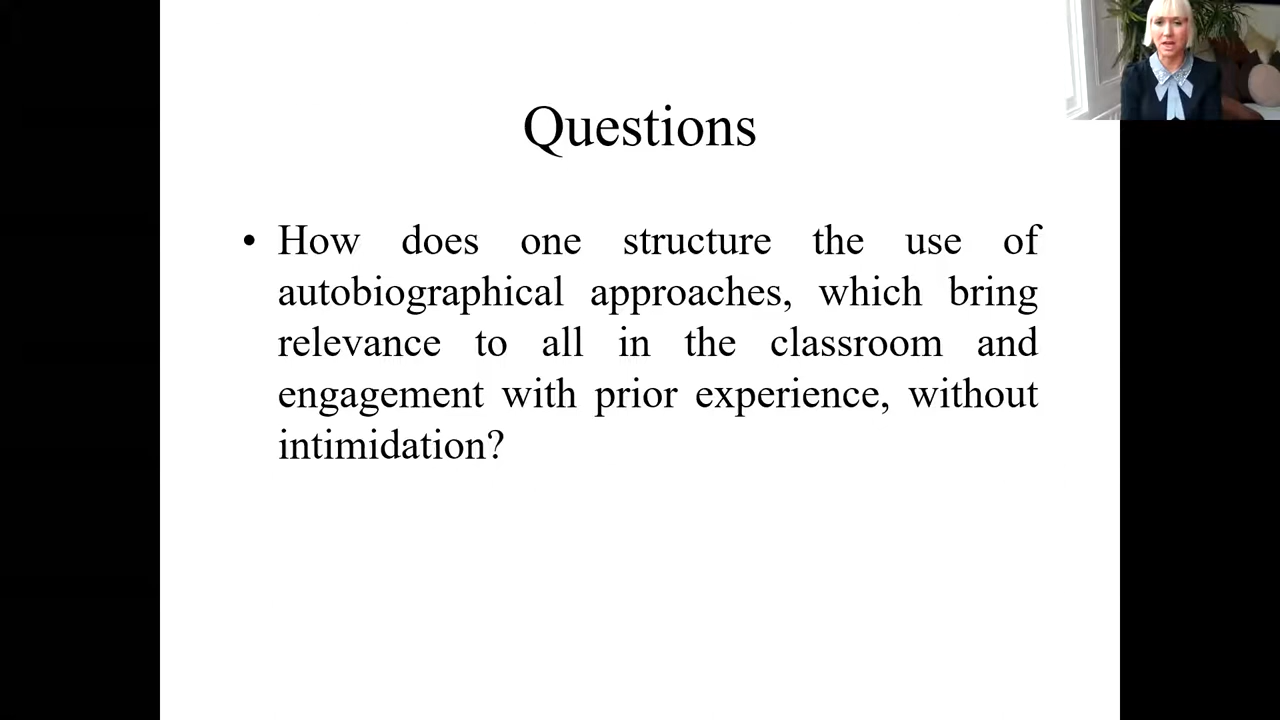 Questions
• How does one structure the use of
autobiographical approaches, which bring
relevance to all in the classroom and
engagement with prior experience, without
intimidation?